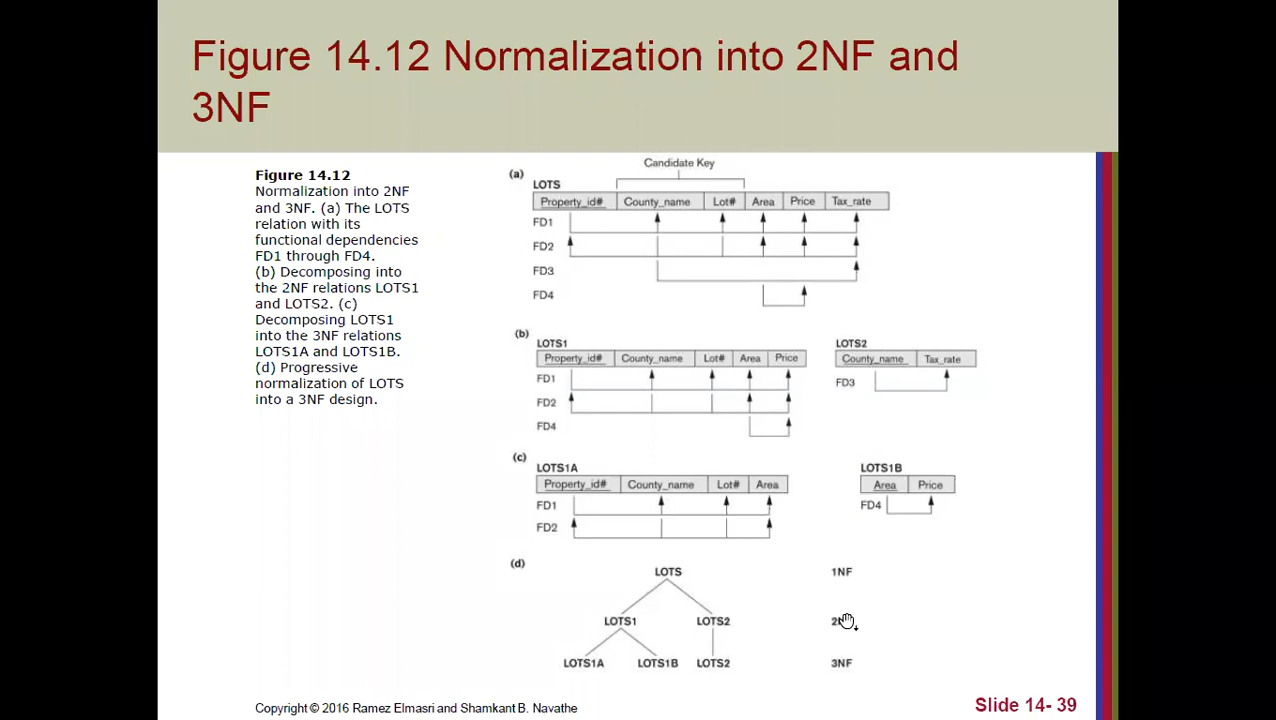 Figure 14.12 Normalization into 2NF and
3NF
Figure 14.12
Normalization into 2NF
and 3NF. (a) The LOTS
relation with its
functional dependencies
FD1 through FD4.
(b) Decomposing into
the 2NF relations LOTS1
and LOTS2. (c)
Decomposing LOTS1
into the 3NF relations
LOTS1A and LOTS1B.
(d) Progressive
normalization of LOTS
into a 3NF design.
(a)
Candidate Key
LOTS
Property_id# County_name Lot# Area Price Tax_rate
FD1
FD2
FD3
FD4
(b)
LOTS1
Property_id# County_name Lot# Area Price
FD1
FD2
FD4
LOTS2
County_name Tax_rate
FD3
(c)
LOTS1A
Property_id# County_name Lot# Area
FD1
FD2
LOTS1B
Area Price
FD4
(d)
LOTS 1NF
LOTS1 LOTS2
LOTS1A LOTS1B LOTS2 3NF
Copyright © 2016 Ramez Elmasri and Shamkant B. Navathe
Slide 14- 39